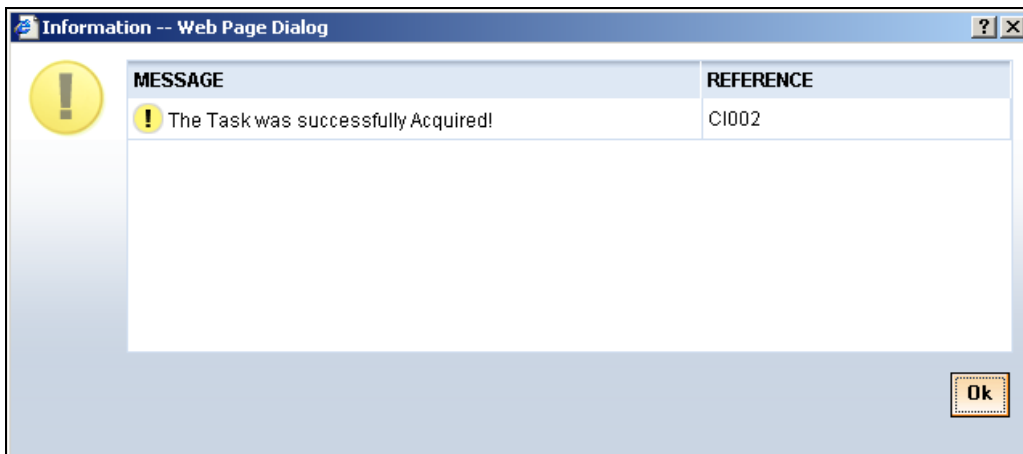 Information -- Web Page Dialog
MESSAGE REFERENCE
The Task was successfully Acquired! CI002
Ok